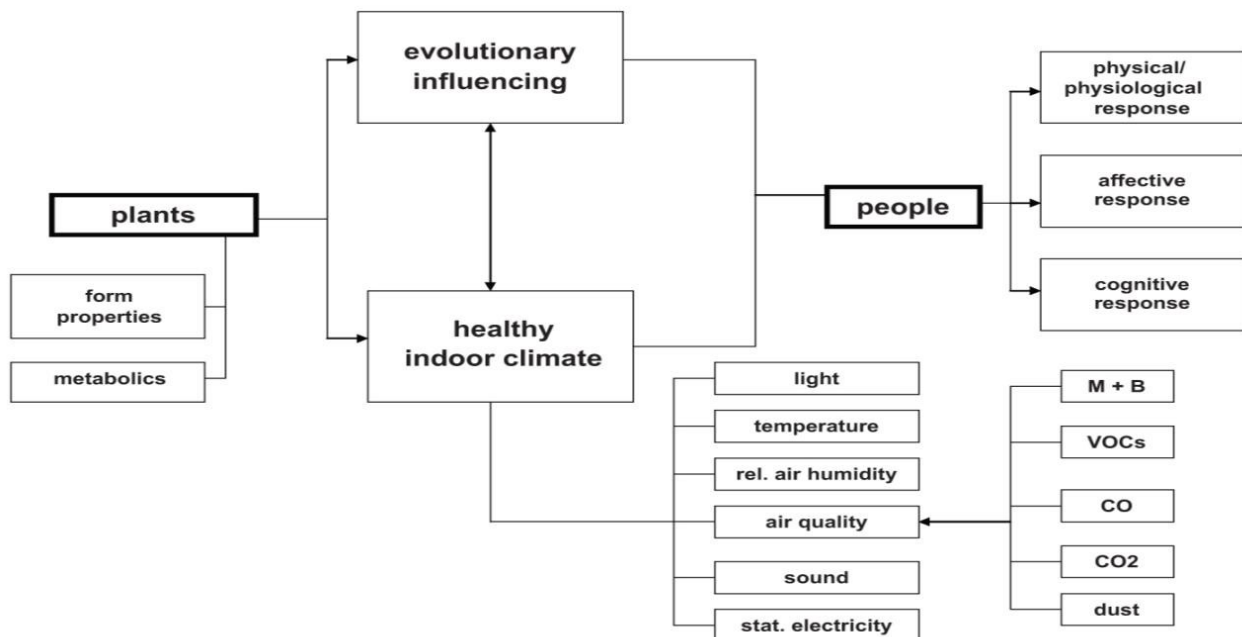 evolutionary
influencing
physical/
physiological
response
plants
affective
response
people
form
properties
healthy
indoor climate
cognitive
response
metabolics
light
M + B
temperature
VOCs
rel. air humidity
CO
air quality
CO2
sound
dust
stat. electricity